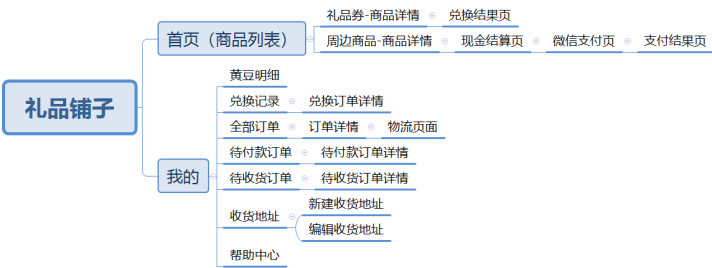 礼品铺子
首页（商品列表）
礼品券-商品详情
兑换结果页
周边商品-商品详情
现金结算页
微信支付页
支付结果页
我的
黄豆明细
兑换记录
兑换订单详情
全部订单
订单详情
物流页面
待付款订单
待付款订单详情
待收货订单
待收货订单详情
收货地址
新建收货地址
编辑收货地址
帮助中心